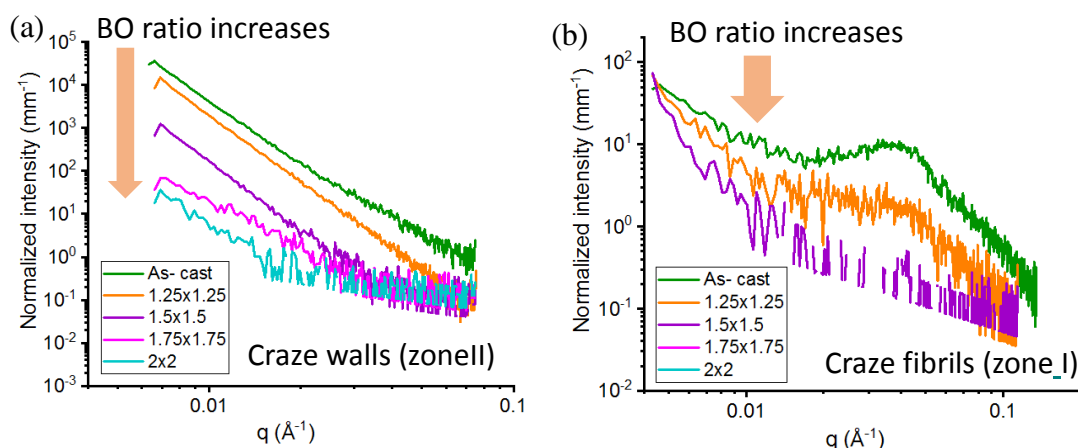 (a)
BO ratio increases
10^5
10^4
10^3
10^2
10^1
10^0
10^-1
10^-2
10^-3
Normalized intensity (mm^-1)
As- cast
1.25x1.25
1.5x1.5
1.75x1.75
2x2
Craze walls (zoneII)
0.01
0.1
q (Å^-1)
(b)
BO ratio increases
10^2
10^1
10^0
10^-1
10^-2
Normalized intensity (mm^-1)
As- cast
1.25x1.25
1.5x1.5
1.75x1.75
2x2
Craze fibrils (zone_I)
0.01
0.1
q (Å^-1)